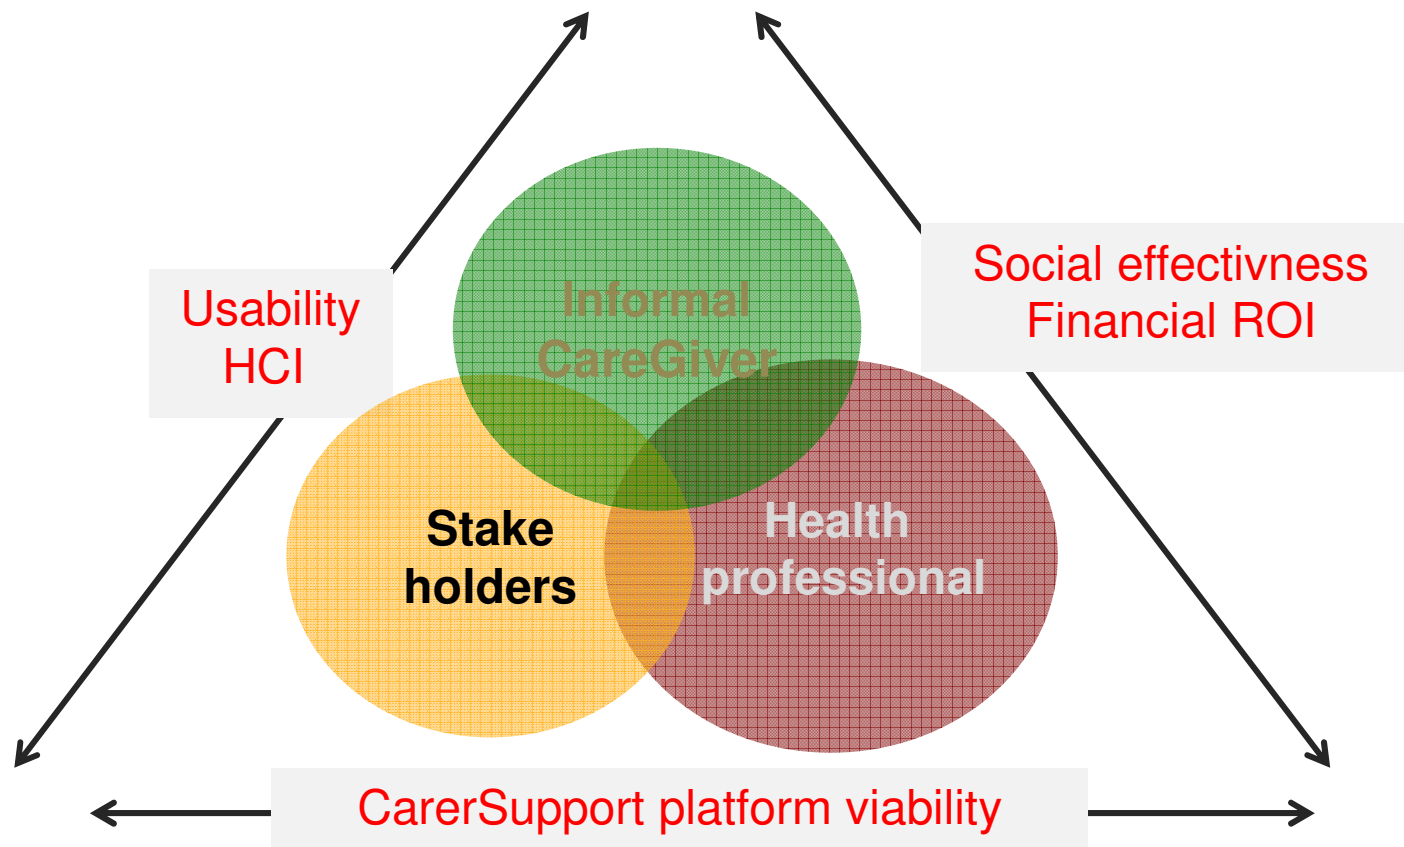 Social effectivness
Financial ROI
Usability
HCI
Informal
CareGiver
Stake
holders
Health
professional
CarerSupport platform viability